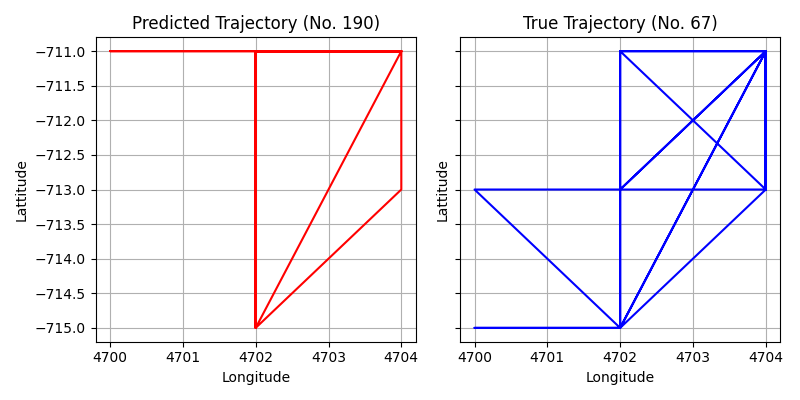 Predicted Trajectory (No. 190)
True Trajectory (No. 67)
Lattitude
−711.0
−711.5
−712.0
−712.5
−713.0
−713.5
−714.0
−714.5
−715.0
4700 4701 4702 4703 4704
Longitude
Lattitude
4700 4701 4702 4703 4704
Longitude